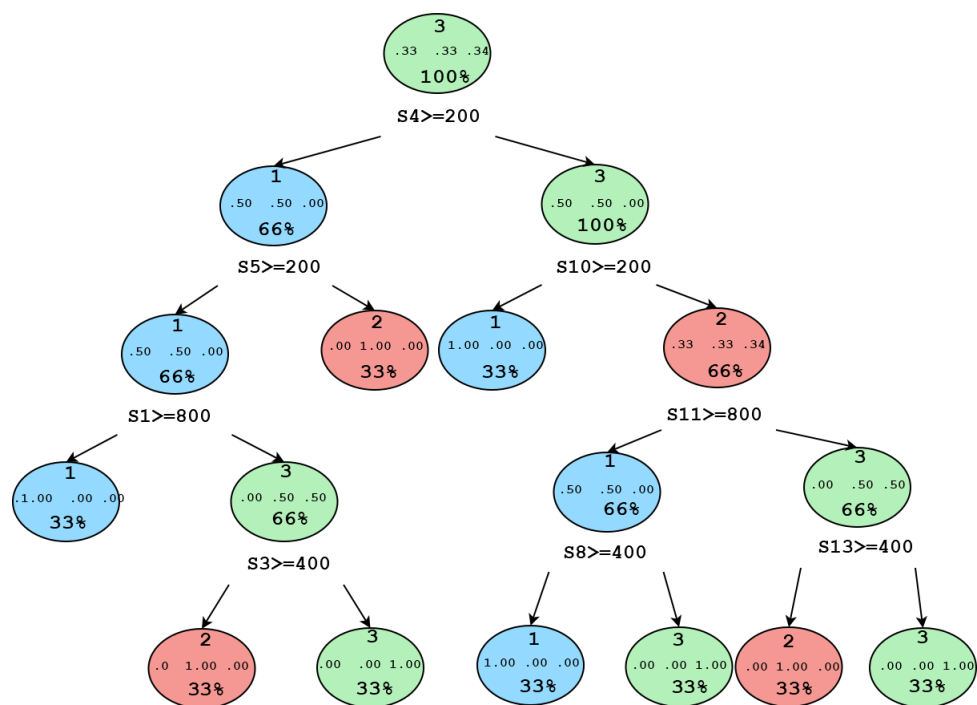 3
.33 .33 .34
100%
S4>=200
1
.50 .50 .00
66%
3
.50 .50 .00
100%
S5>=200
S10>=200
1
.50 .50 .00
66%
2
.00 1.00 .00
33%
1
1.00 .00 .00
33%
2
.33 .33 .34
66%
S1>=800
S11>=800
1
.1.00 .00 .00
33%
3
.00 .50 .50
66%
1
.50 .50 .00
66%
3
.00 .50 .50
66%
S3>=400
S8>=400
S13>=400
2
.0 1.00 .00
33%
3
.00 .00 1.00
33%
1
1.00 .00 .00
33%
3
.00 .00 1.00
33%
2
.00 1.00 .00
33%
3
.00 .00 1.00
33%